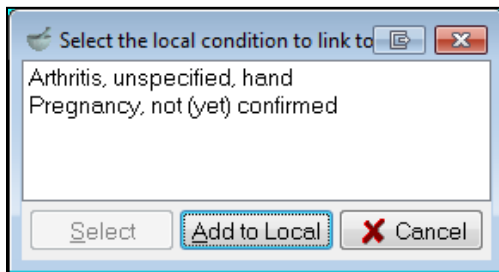 Select the local condition to link to
Arthritis, unspecified, hand
Pregnancy, not (yet) confirmed
Select
Add to Local
Cancel